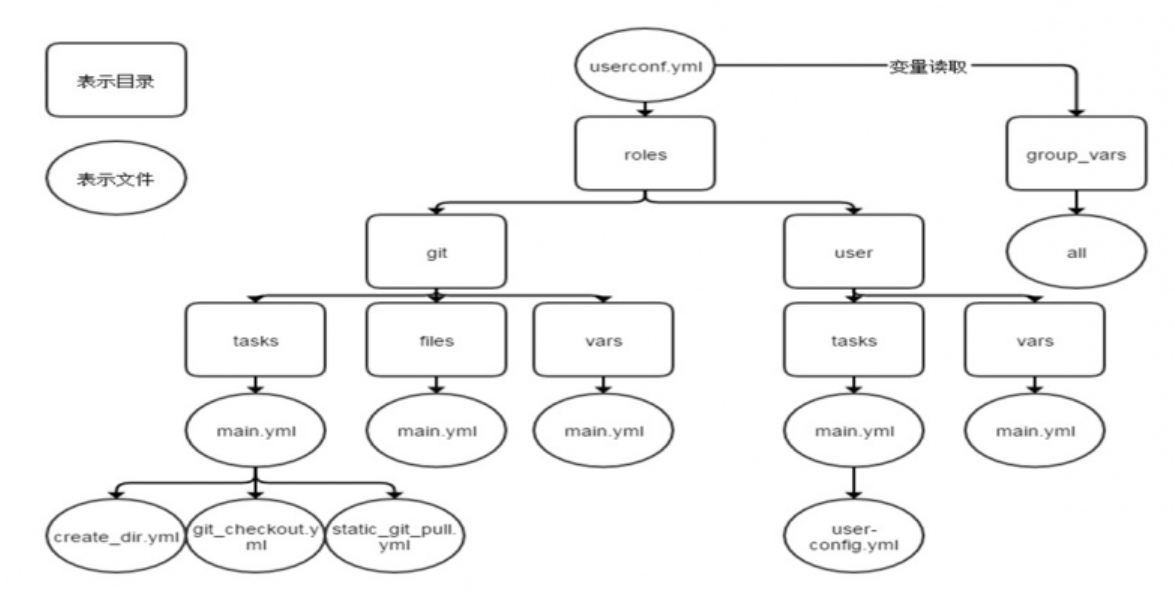 userconf.yml
变量读取
表示目录
roles
group_vars
表示文件
git
user
all
tasks
files
vars
tasks
vars
main.yml
main.yml
main.yml
main.yml
main.yml
create_dir.yml
git_checkout.y
ml
static_git_pull.
yml
user-
config.yml